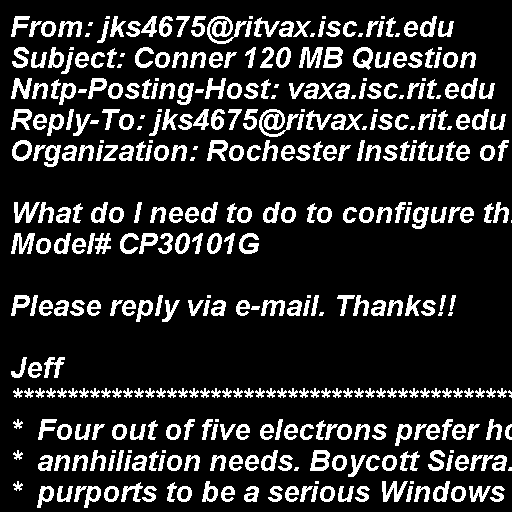 From: jks4675@ritvax.isc.rit.edu
Subject: Conner 120 MB Question
Nntp-Posting-Host: vaxa.isc.rit.edu
Reply-To: jks4675@ritvax.isc.rit.edu
Organization: Rochester Institute of
What do I need to do to configure
Model# CP30101G
Please reply via e-mail. Thanks!!
Jeff
************************************************
* Four out of five electrons prefer
* annhiliation needs. Boycott Sierra.
* purports to be a serious Windows